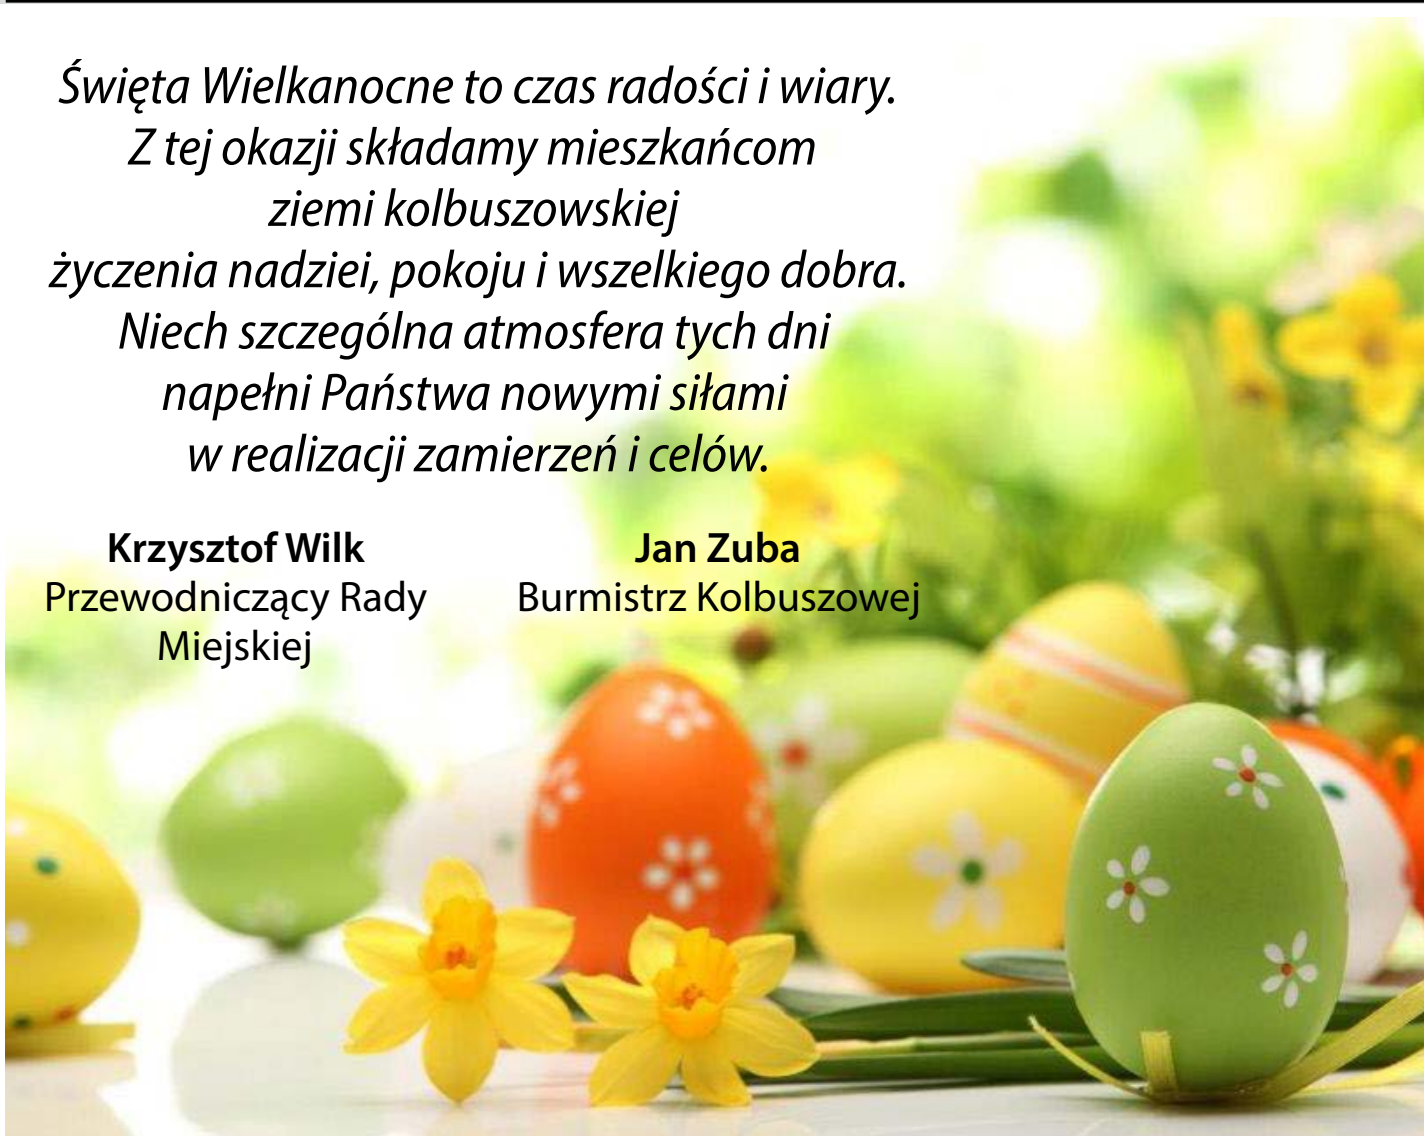 Święta Wielkanocne to czas radości i wiary.
Z tej okazji składamy mieszkańcom
ziemi kolbuszowskiej
życzenia nadziei, pokoju i wszelkiego dobra.
Niech szczególna atmosfera tych dni
napełni Państwa nowymi siłami
w realizacji zamierzeń i celów.
Krzysztof Wilk
Przewodniczący Rady
Miejskiej
Jan Zuba
Burmistrz Kolbuszowej